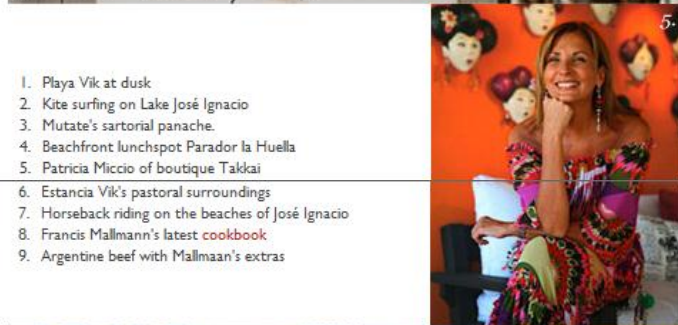 5.
1. Playa Vik at dusk
2. Kite surfing on Lake José Ignacio
3. Mutate's sartorial panache.
4. Beachfront lunchspot Parador la Huella
5. Patricia Miccio of boutique Takkai
6. Estancia Vik's pastoral surroundings
7. Horseback riding on the beaches of José Ignacio
8. Francis Mallmann's latest cookbook
9. Argentine beef with Mallmaan's extras